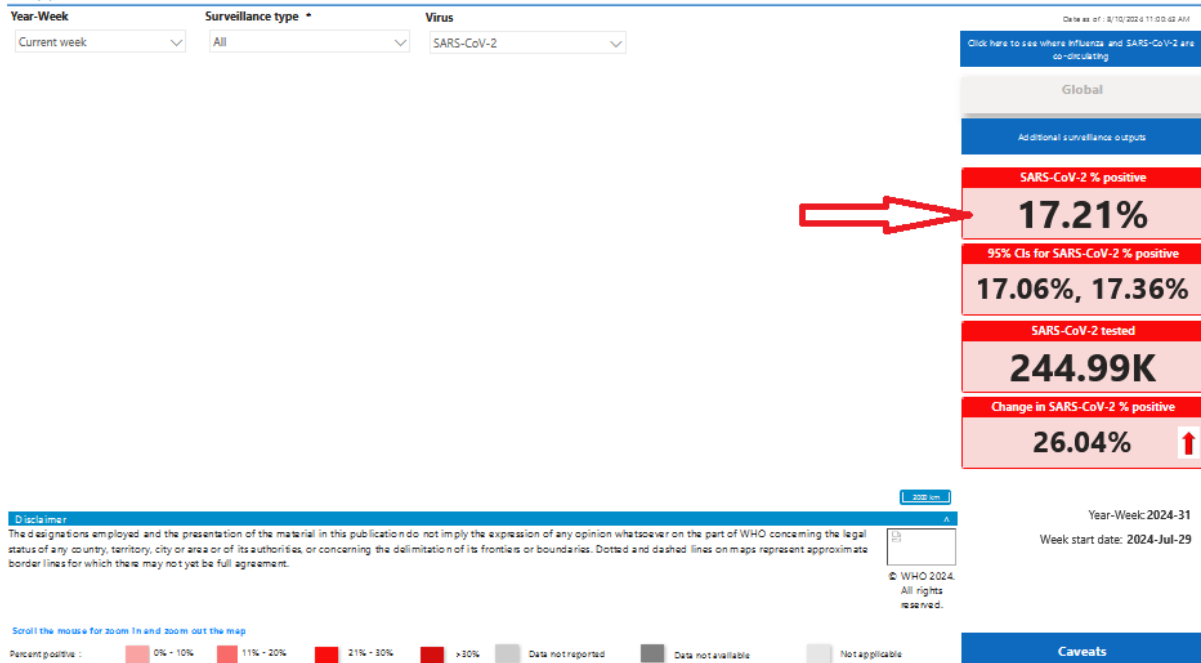 Year-Week
Surveillance type *
Virus
Current week
All
SARS-CoV-2
Data as of : 8/10/2024 11:00:43 AM
Click here to see where influenza and SARS-CoV-2 are
co-circulating
Global
Additional surveillance outputs
SARS-CoV-2 % positive
17.21%
95% CIs for SARS-CoV-2 % positive
17.06%, 17.36%
SARS-CoV-2 tested
244.99K
Change in SARS-CoV-2 % positive
26.04%
2000 km
Disclaimer
The designations employed and the presentation of the material in this publication do not imply the expression of any opinion whatsoever on the part of WHO concerning the legal
status of any country, territory, city or area or of its authorities, or concerning the delimitation of its frontiers or boundaries. Dotted and dashed lines on maps represent approximate
border lines for which there may not yet be full agreement.
© WHO 2024.
All rights
reserved.
Year-Week: 2024-31
Week start date: 2024-Jul-29
Scroll the mouse for zoom in and zoom out the map
Percent positive :
0% - 10%
11% - 20%
21% - 30%
>30%
Data not reported
Data not available
Not applicable
Caveats